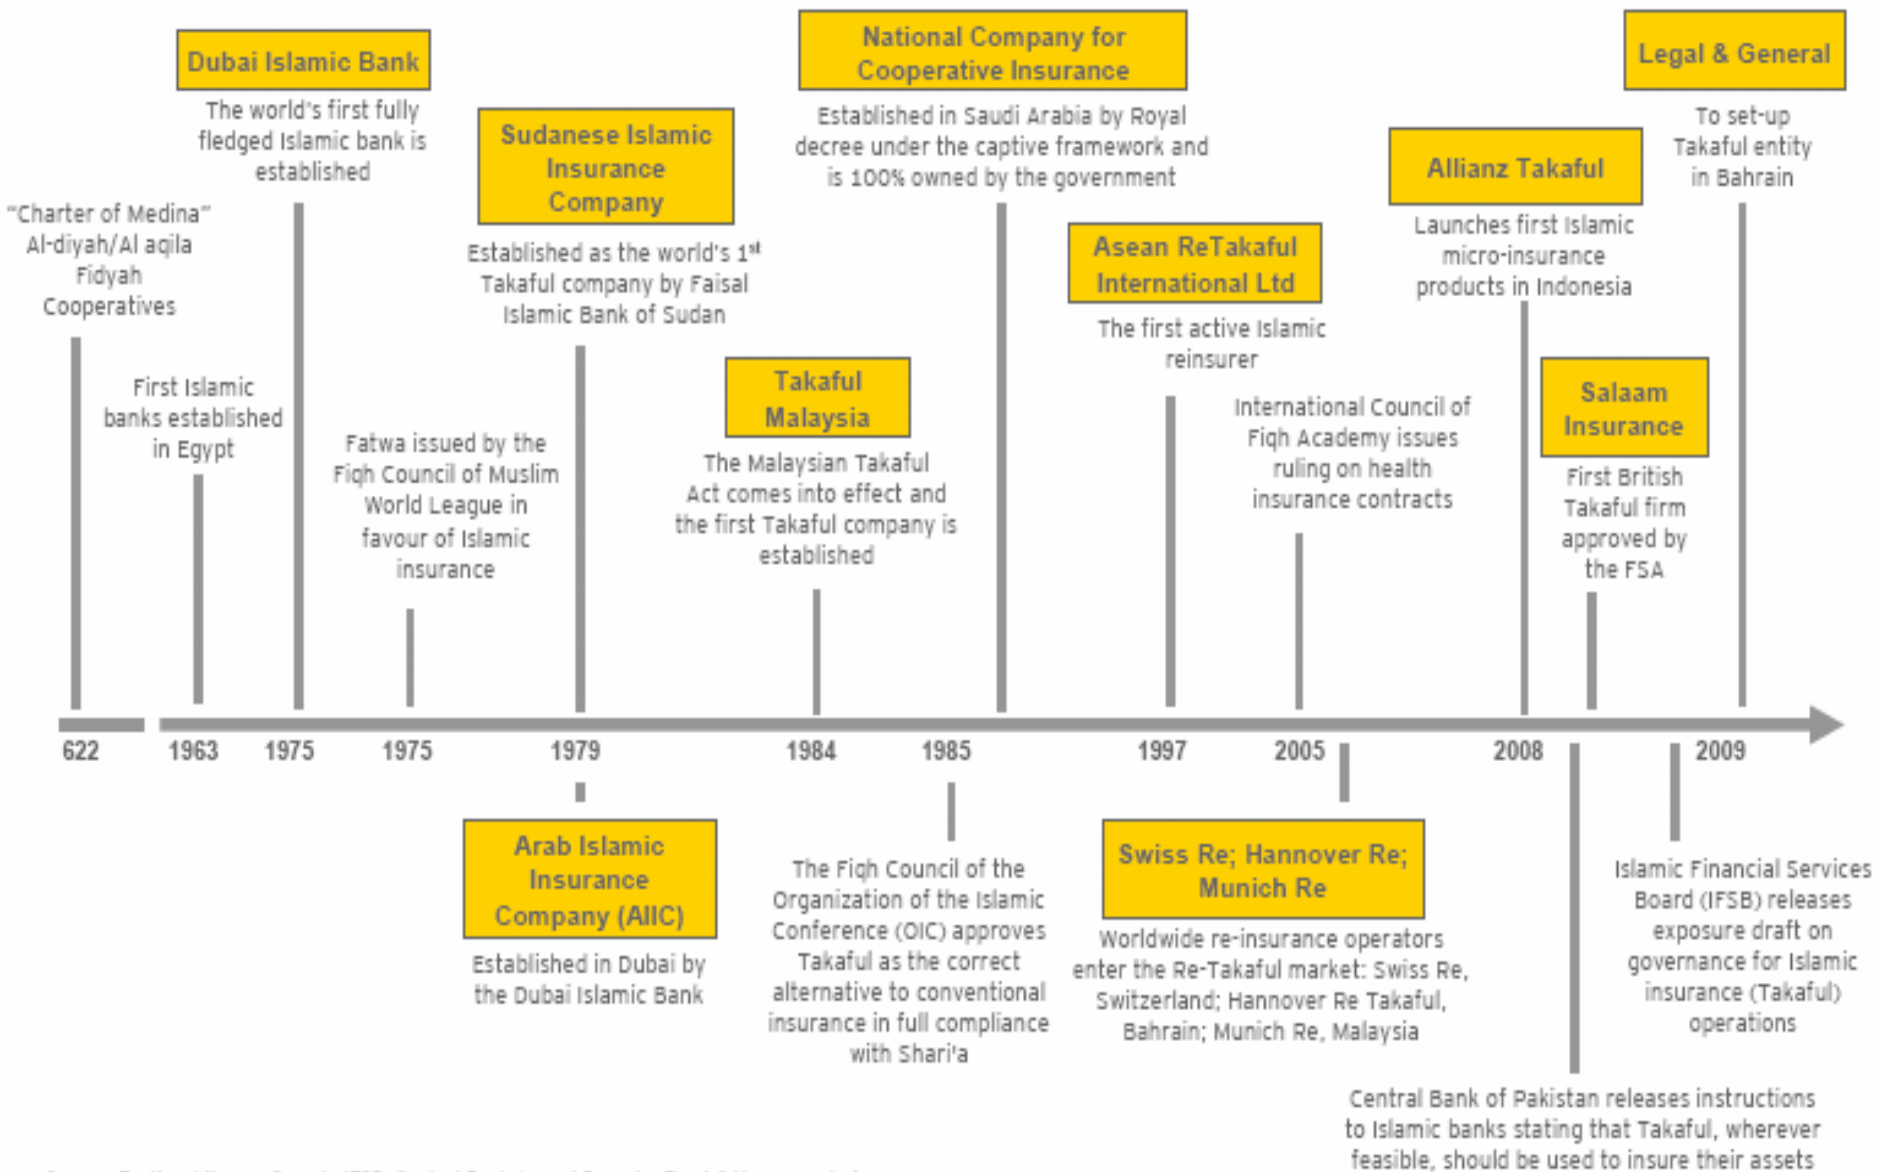 Dubai Islamic Bank
The world's first fully
fledged Islamic bank is
established
"Charter of Medina"
Al-diyah/Al aqila
Fidyah
Cooperatives
First Islamic
banks established
in Egypt
Fatwa issued by the
Fiqh Council of Muslim
World League in
favour of Islamic
insurance
Sudanese Islamic
Insurance
Company
Established as the world's 1st
Takaful company by Faisal
Islamic Bank of Sudan
Takaful
Malaysia
The Malaysian Takaful
Act comes into effect and
the first Takaful company is
established
National Company for
Cooperative Insurance
Established in Saudi Arabia by Royal
decree under the captive framework and
is 100% owned by the government
Asean ReTakaful
International Ltd
The first active Islamic
reinsurer
International Council of
Fiqh Academy issues
ruling on health
insurance contracts
Allianz Takaful
Launches first Islamic
micro-insurance
products in Indonesia
Salaam
Insurance
First British
Takaful firm
approved by
the FSA
Legal & General
To set-up
Takaful entity
in Bahrain
622 1963 1975 1975 1979 1984 1985 1997 2005 2008 2009
Arab Islamic
Insurance
Company (AIIC)
Established in Dubai by
the Dubai Islamic Bank
The Fiqh Council of the
Organization of the Islamic
Conference (OIC) approves
Takaful as the correct
alternative to conventional
insurance in full compliance
with Shari'a
Swiss Re; Hannover Re;
Munich Re
Worldwide re-insurance operators
enter the Re-Takaful market: Swiss Re,
Switzerland; Hannover Re Takaful,
Bahrain; Munich Re, Malaysia
Islamic Financial Services
Board (IFSB) releases
exposure draft on
governance for Islamic
insurance (Takaful)
operations
Central Bank of Pakistan releases instructions
to Islamic banks stating that Takaful, wherever
feasible, should be used to insure their assets